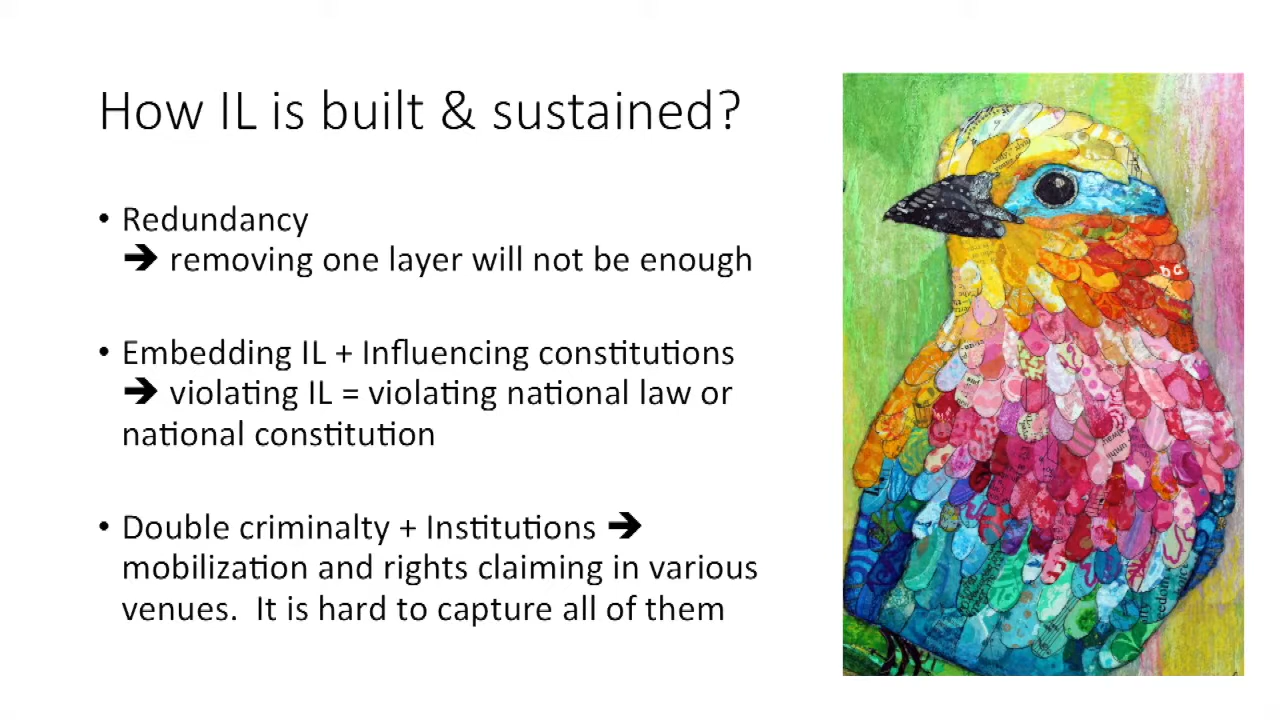 How IL is built & sustained?
• Redundancy
➔ removing one layer will not be enough
• Embedding IL + Influencing constitutions
➔ violating IL = violating national law or
national constitution
• Double criminalty + Institutions ➔
mobilization and rights claiming in various
venues.  It is hard to capture all of them